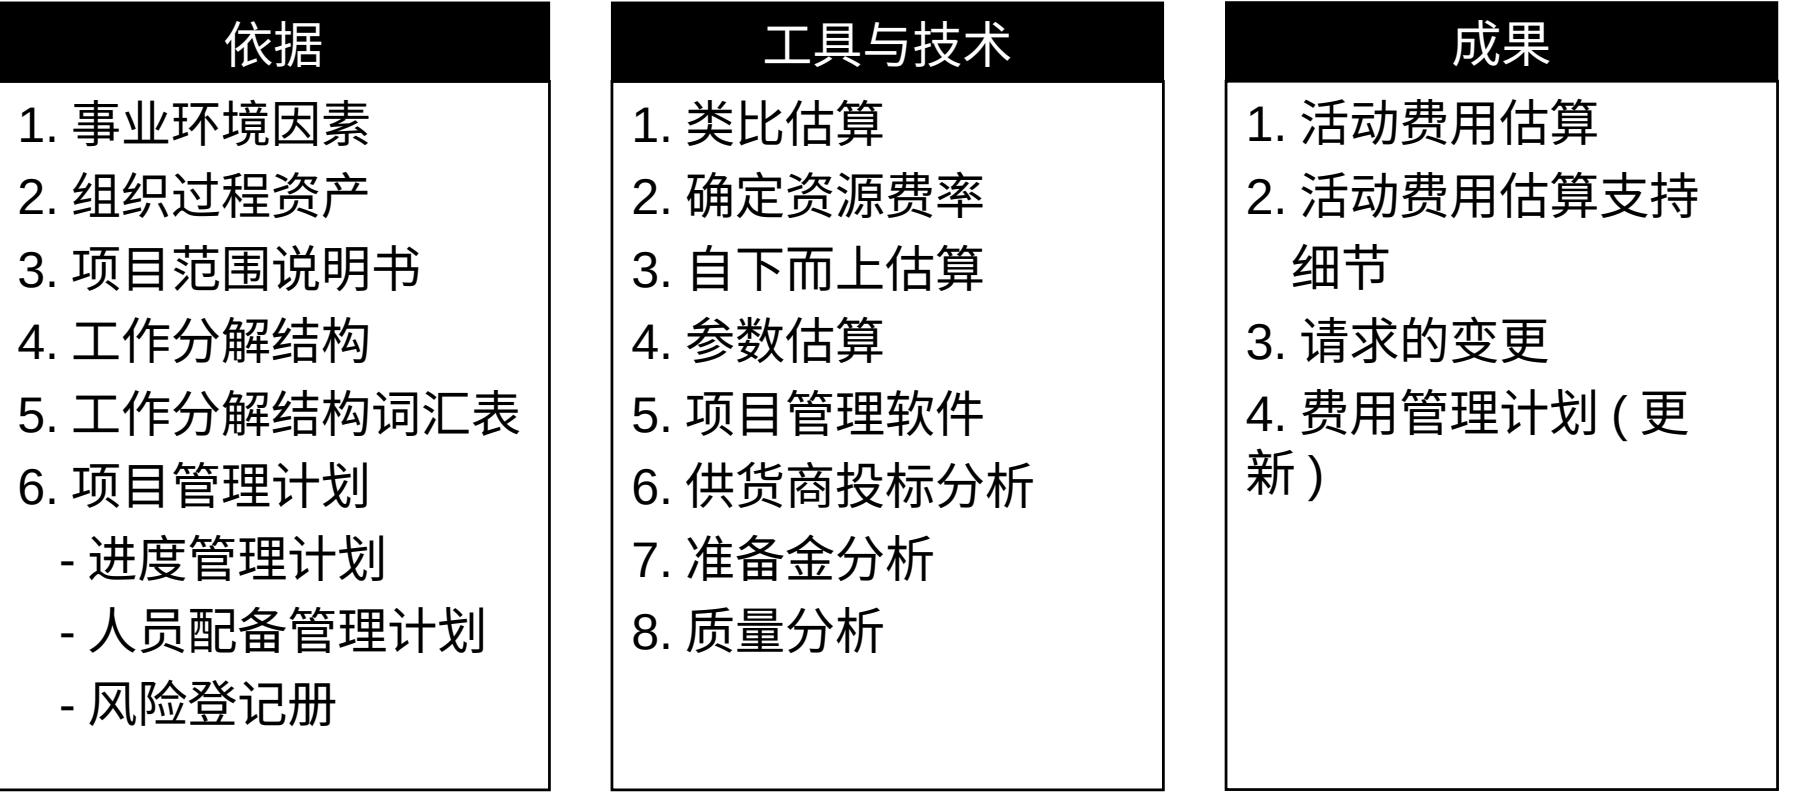 依据
1. 事业环境因素
2. 组织过程资产
3. 项目范围说明书
4. 工作分解结构
5. 工作分解结构词汇表
6. 项目管理计划
- 进度管理计划
- 人员配备管理计划
- 风险登记册
工具与技术
1. 类比估算
2. 确定资源费率
3. 自下而上估算
4. 参数估算
5. 项目管理软件
6. 供货商投标分析
7. 准备金分析
8. 质量分析
成果
1. 活动费用估算
2. 活动费用估算支持
细节
3. 请求的变更
4. 费用管理计划 ( 更
新 )